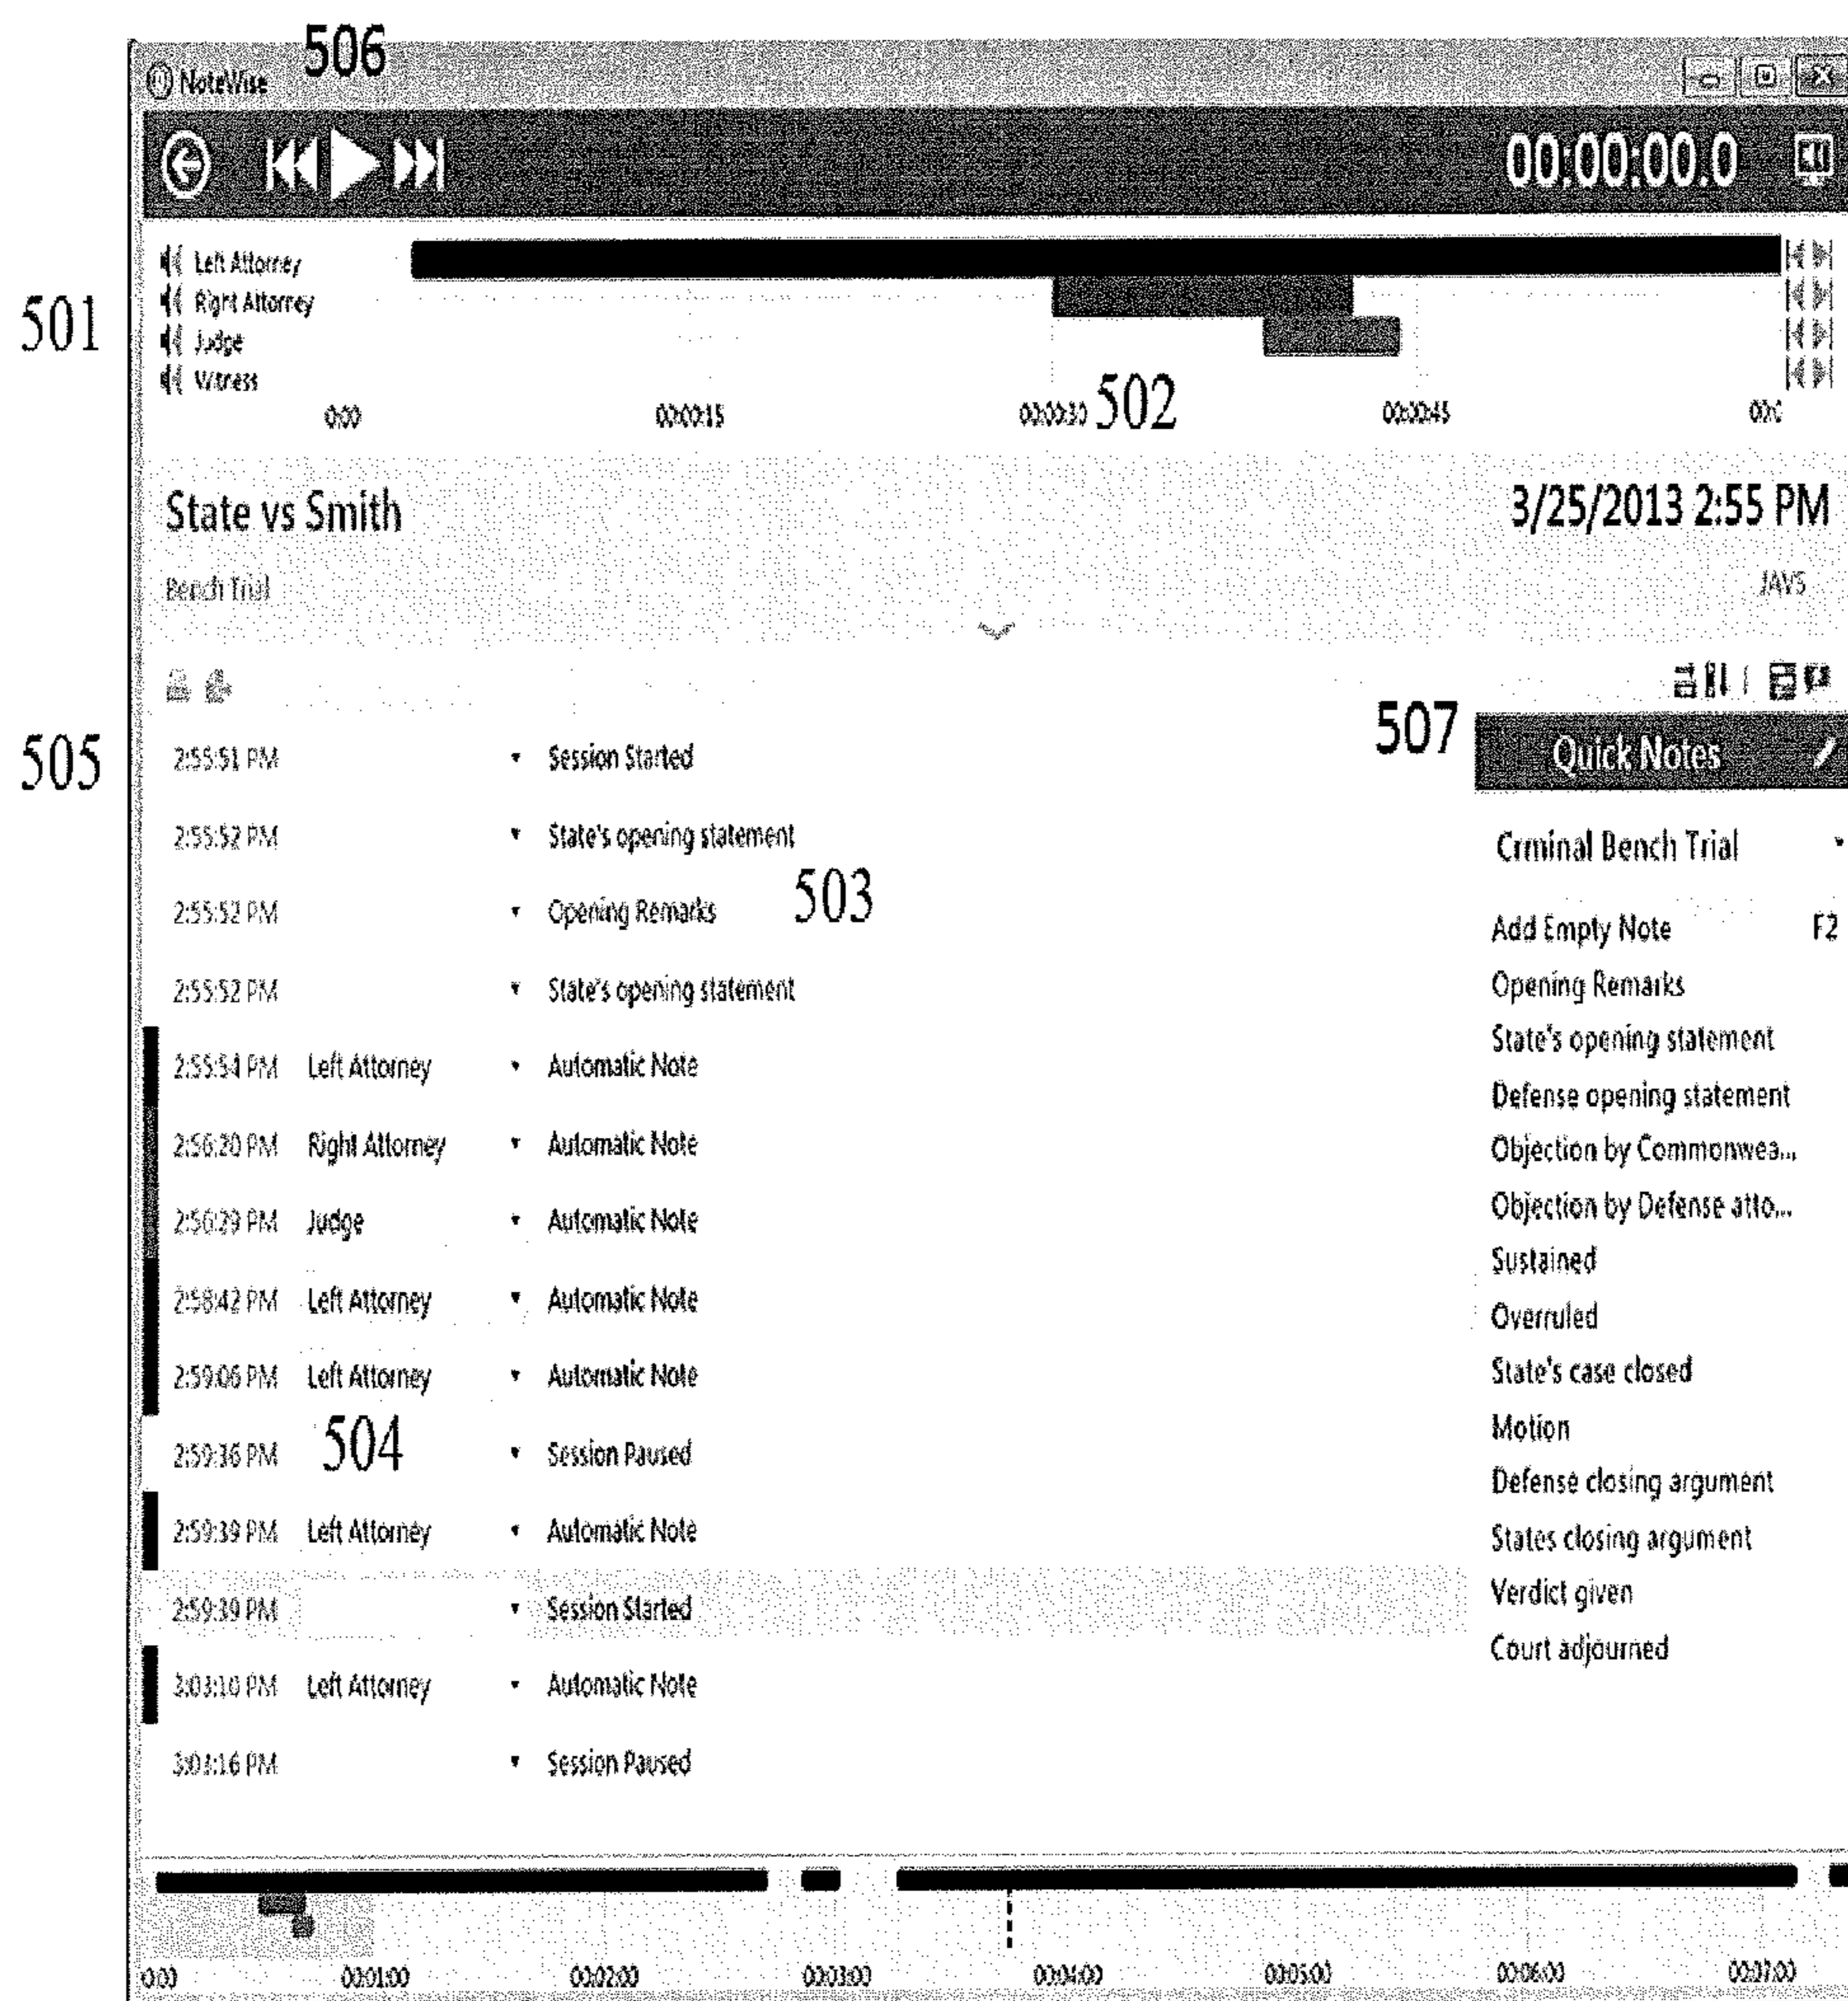 506
NoteWise
00:00:00.0
Left Attorney
501
Right Attorney
Judge
Witness
0:00 00:00:15 00:00:30 502 00:00:45 00:0
State vs Smith 3/25/2013 2:55 PM
Bench Trial JAVS
505
507
Quick Notes
2:55:51 PM Session Started
2:55:52 PM State's opening statement
Crminal Bench Trial
503
2:55:52 PM Opening Remarks
Add Empty Note F2
2:55:52 PM State's opening statement
Opening Remarks
State's opening statement
2:55:54 PM Left Attorney Automatic Note
Defense opening statement
2:56:20 PM Right Attorney Automatic Note
Objection by Commonwea...
Objection by Defense atto...
2:56:29 PM Judge Automatic Note
Sustained
2:58:42 PM Left Attorney Automatic Note
Overruled
2:59:06 PM Left Attorney Automatic Note
State's case closed
Motion
504
2:59:36 PM Session Paused
Defense closing argument
2:59:39 PM Left Attorney Automatic Note
States closing argument
Verdict given
2:59:39 PM Session Started
Court adjourned
3:03:10 PM Left Attorney Automatic Note
3:03:16 PM Session Paused
0:00 00:01:00 00:02:00 00:03:00 00:04:00 00:05:00 00:06:00 00:07:00